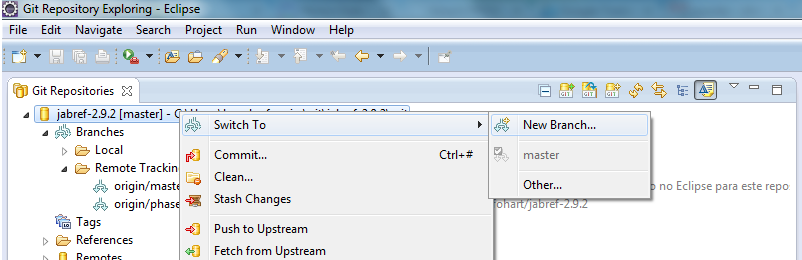 Git Repository Exploring - Eclipse
File Edit Navigate Search Project Run Window Help
Git Repositories
jabref-2.9.2 [master] -
Switch To
New Branch...
Branches
Local
Commit... Ctrl+#
master
Remote Tracking
Clean...
origin/maste
Stash Changes
Other...
no Eclipse para este repo
origin/phase
ohart/jabref-2.9.2
Tags
Push to Upstream
References
Fetch from Upstream
Remotes